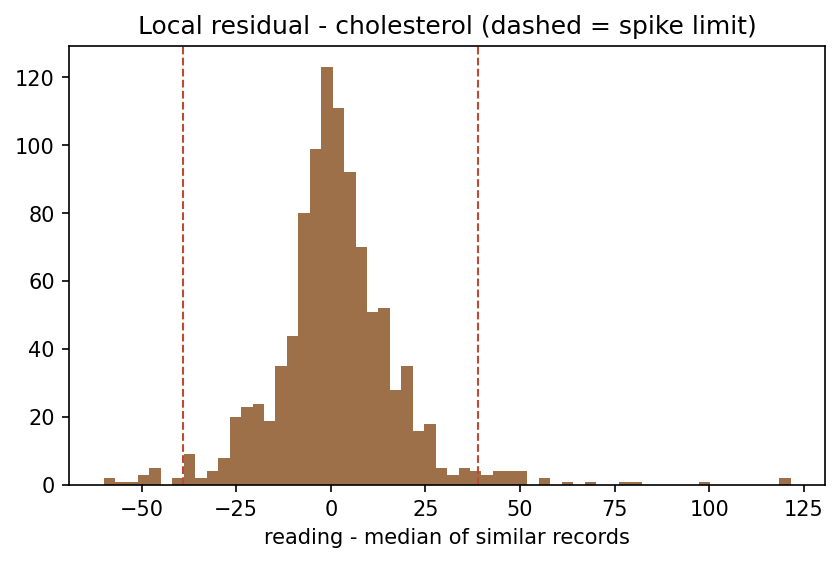 Local residual - cholesterol (dashed = spike limit)
120
100
80
60
40
20
0
−50 −25 0 25 50 75 100 125
reading - median of similar records